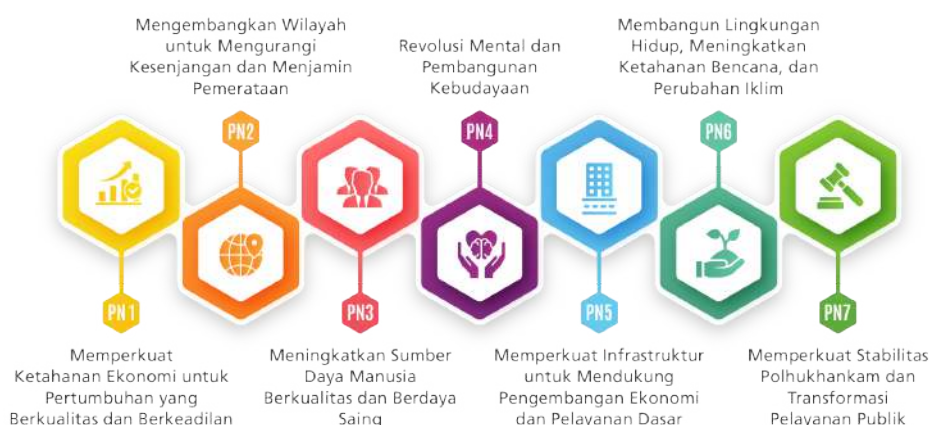 Mengembangkan Wilayah
untuk Mengurangi
Kesenjangan dan Menjamin
Pemerataan
Revolusi Mental dan
Pembangunan
Kebudayaan
Membangun Lingkungan
Hidup, Meningkatkan
Ketahanan Bencana, dan
Perubahan Iklim
PN2
PN4
PN6
PN1
PN3
PN5
PN7
Memperkuat
Ketahanan Ekonomi untuk
Pertumbuhan yang
Berkualitas dan Berkeadilan
Meningkatkan Sumber
Daya Manusia
Berkualitas dan Berdaya
Saing
Memperkuat Infrastruktur
untuk Mendukung
Pengembangan Ekonomi
dan Pelayanan Dasar
Memperkuat Stabilitas
Polhukhankam dan
Transformasi
Pelayanan Publik